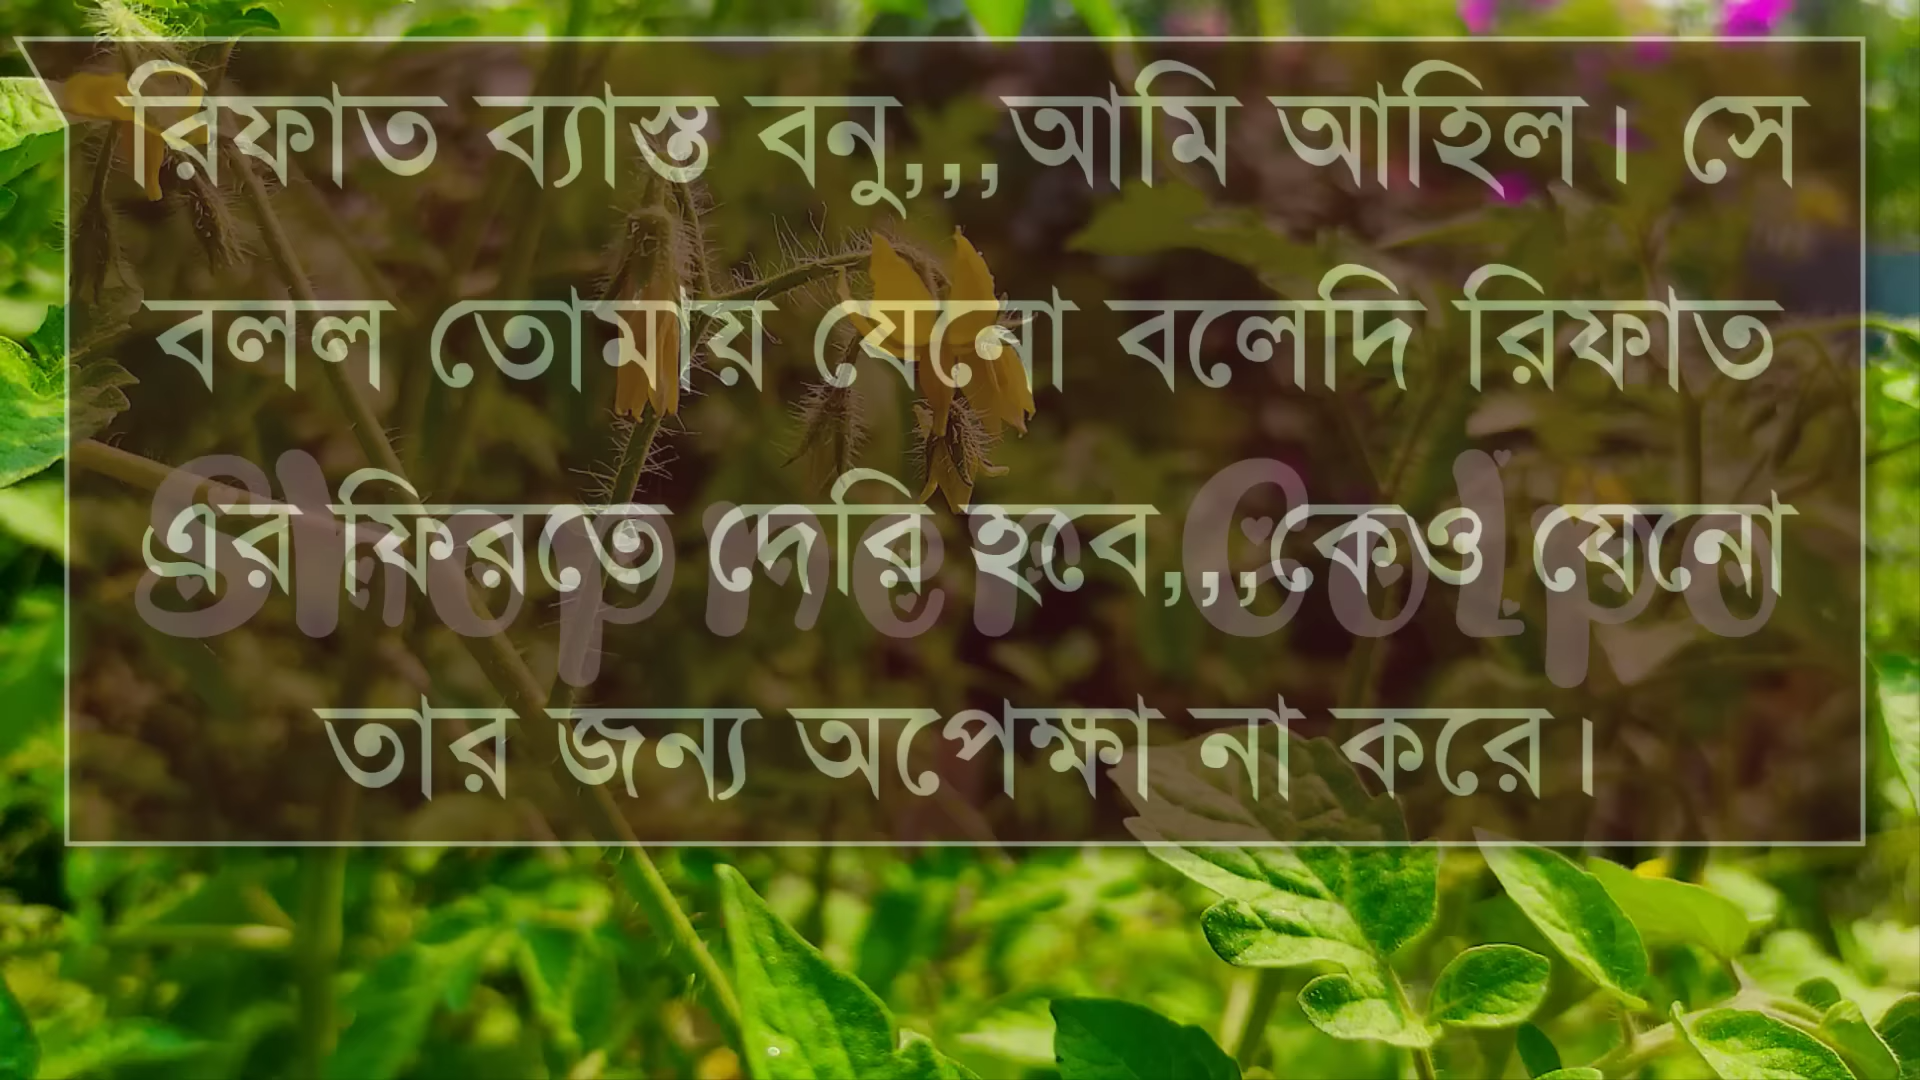 রিফাত ব্যাস্ত বনু,,,আমি আহিল। সে
বলল তোমায় যেনো বলেদি রিফাত
এর ফিরতে দেরি হবে,,,কেও যেনো
তার জন্য অপেক্ষা না করে।
Shopner Golpo